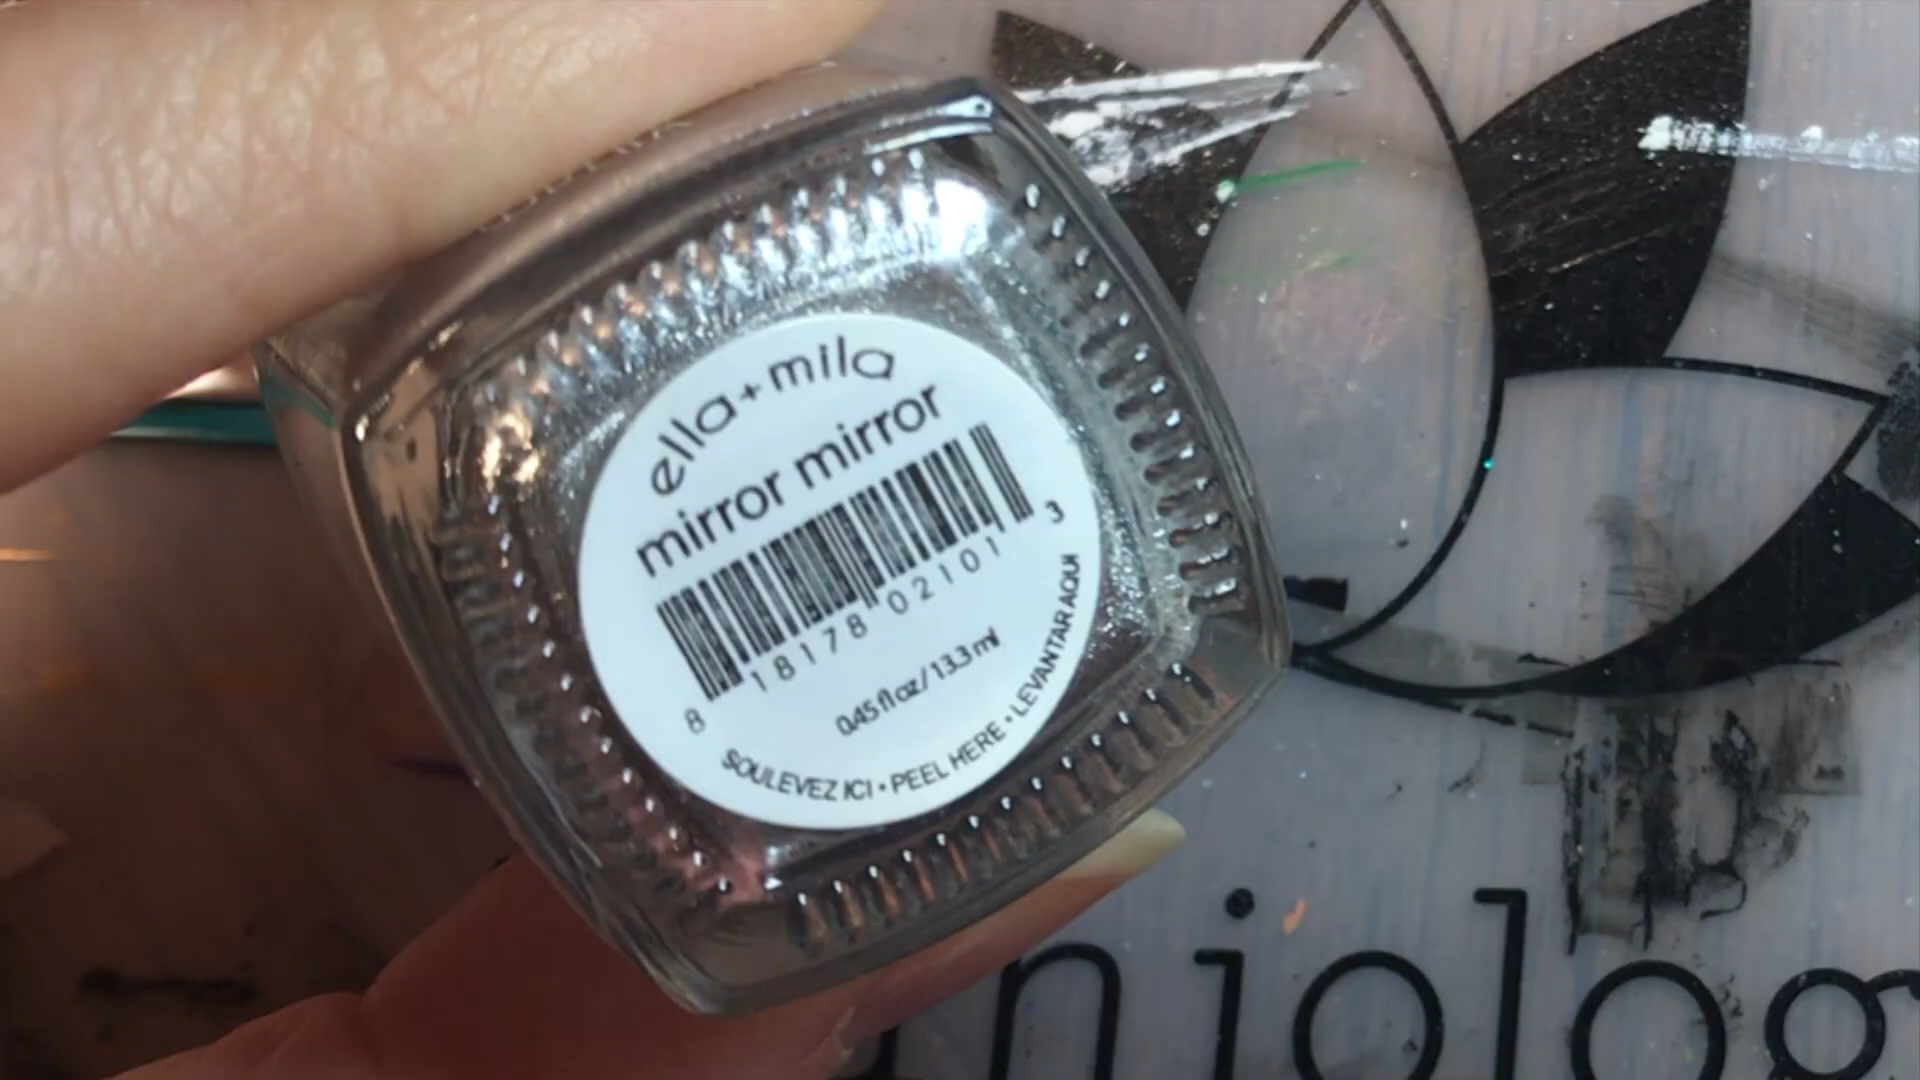 ella+mila
mirror mirror
8 18178 02101 3
0.45 fl oz / 13.3 ml
SOULEVEZ ICI • PEEL HERE • LEVANTAR AQUI
niolog